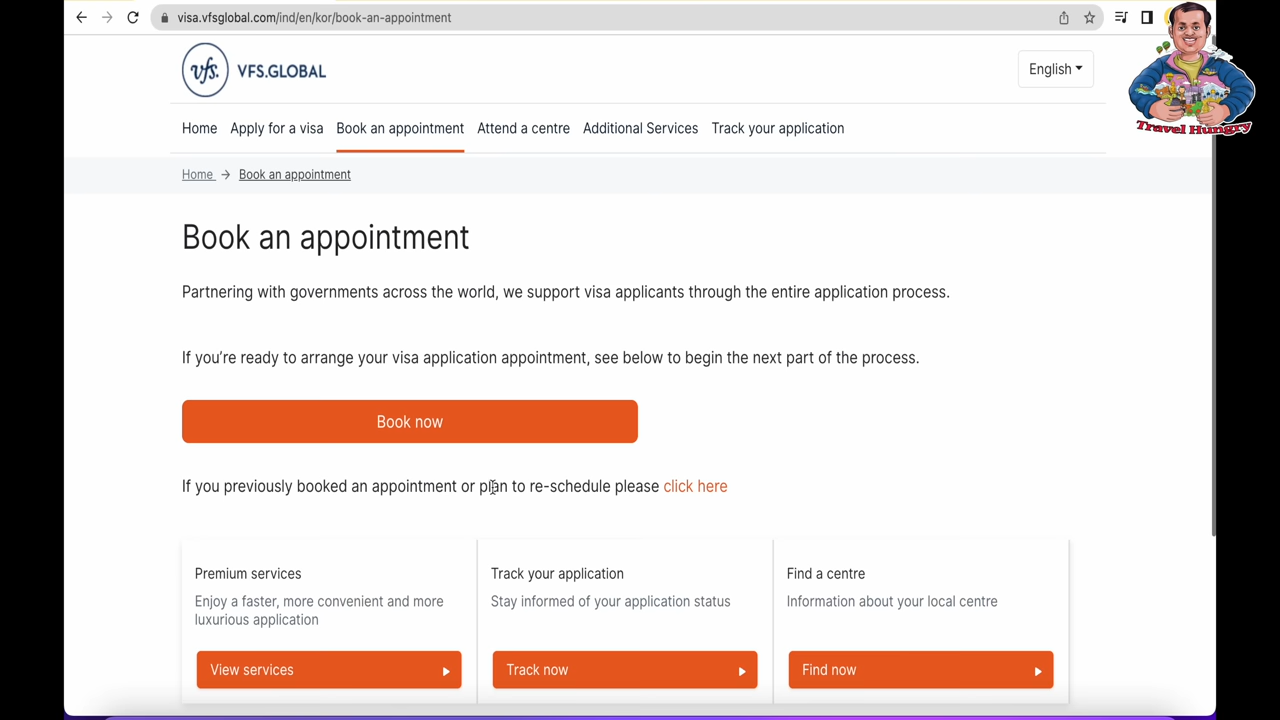 visa.vfsglobal.com/ind/en/kor/book-an-appointment
vfs. VFS.GLOBAL
English
Travel Hungry
Home Apply for a visa Book an appointment Attend a centre Additional Services Track your application
Home → Book an appointment
Book an appointment
Partnering with governments across the world, we support visa applicants through the entire application process.
If you’re ready to arrange your visa application appointment, see below to begin the next part of the process.
Book now
If you previously booked an appointment or plan to re-schedule please click here
Premium services
Enjoy a faster, more convenient and more
luxurious application
View services
Track your application
Stay informed of your application status
Track now
Find a centre
Information about your local centre
Find now